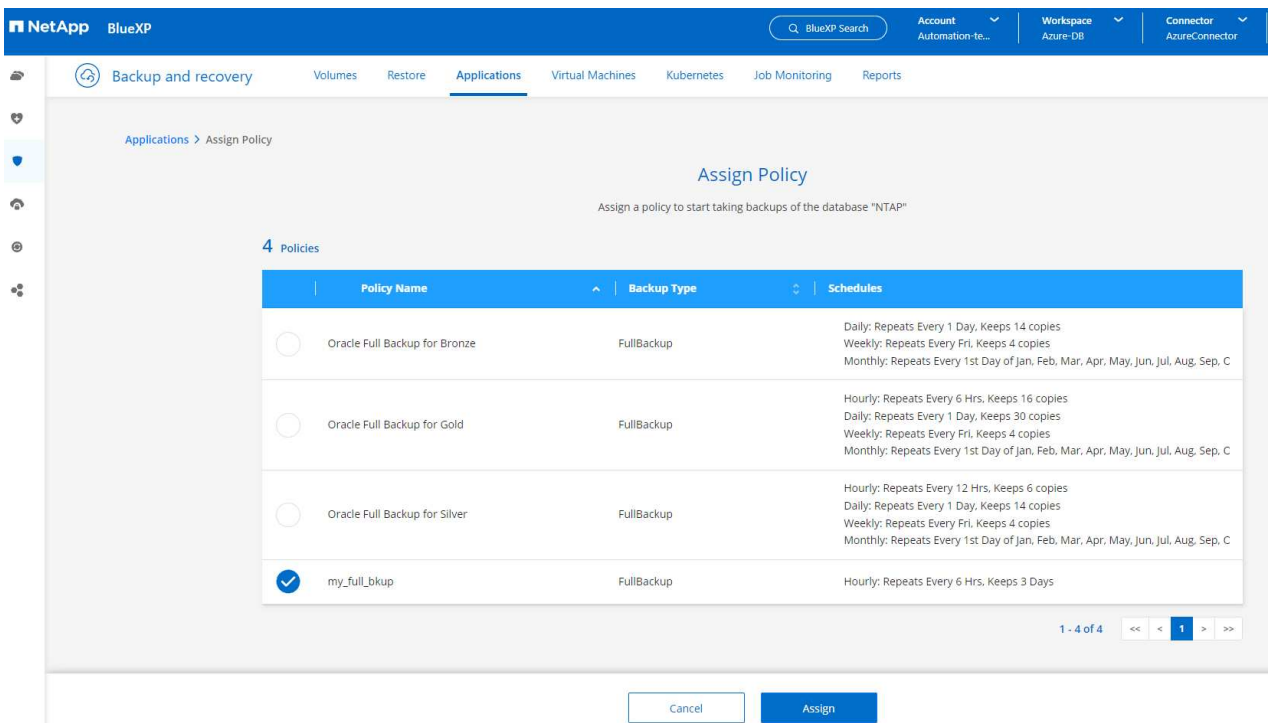 NetApp BlueXP
BlueXP Search
Account
Automation-te...
Workspace
Azure-DB
Connector
AzureConnector
Backup and recovery
Volumes Restore Applications Virtual Machines Kubernetes Job Monitoring Reports
Applications > Assign Policy
Assign Policy
Assign a policy to start taking backups of the database "NTAP"
4 Policies
Policy Name Backup Type Schedules
Oracle Full Backup for Bronze FullBackup
Daily: Repeats Every 1 Day, Keeps 14 copies
Weekly: Repeats Every Fri, Keeps 4 copies
Monthly: Repeats Every 1st Day of Jan, Feb, Mar, Apr, May, Jun, Jul, Aug, Sep, O
Oracle Full Backup for Gold FullBackup
Hourly: Repeats Every 6 Hrs, Keeps 16 copies
Daily: Repeats Every 1 Day, Keeps 30 copies
Weekly: Repeats Every Fri, Keeps 4 copies
Monthly: Repeats Every 1st Day of Jan, Feb, Mar, Apr, May, Jun, Jul, Aug, Sep, O
Oracle Full Backup for Silver FullBackup
Hourly: Repeats Every 12 Hrs, Keeps 6 copies
Daily: Repeats Every 1 Day, Keeps 14 copies
Weekly: Repeats Every Fri, Keeps 4 copies
Monthly: Repeats Every 1st Day of Jan, Feb, Mar, Apr, May, Jun, Jul, Aug, Sep, O
my_full_bkup FullBackup Hourly: Repeats Every 6 Hrs, Keeps 3 Days
1 - 4 of 4 << < 1 > >>
Cancel Assign